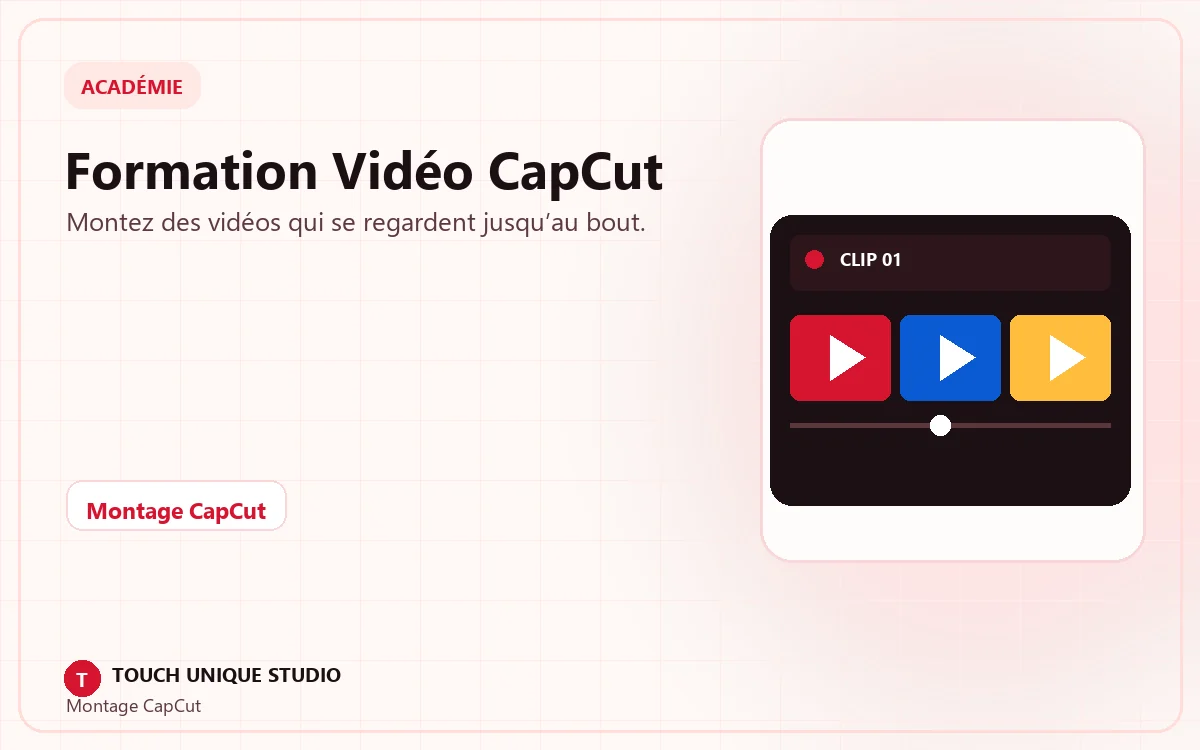 ACADÉMIE
Formation Vidéo CapCut
Montez des vidéos qui se regardent jusqu’au bout.
CLIP 01
Montage CapCut
T TOUCH UNIQUE STUDIO
Montage CapCut